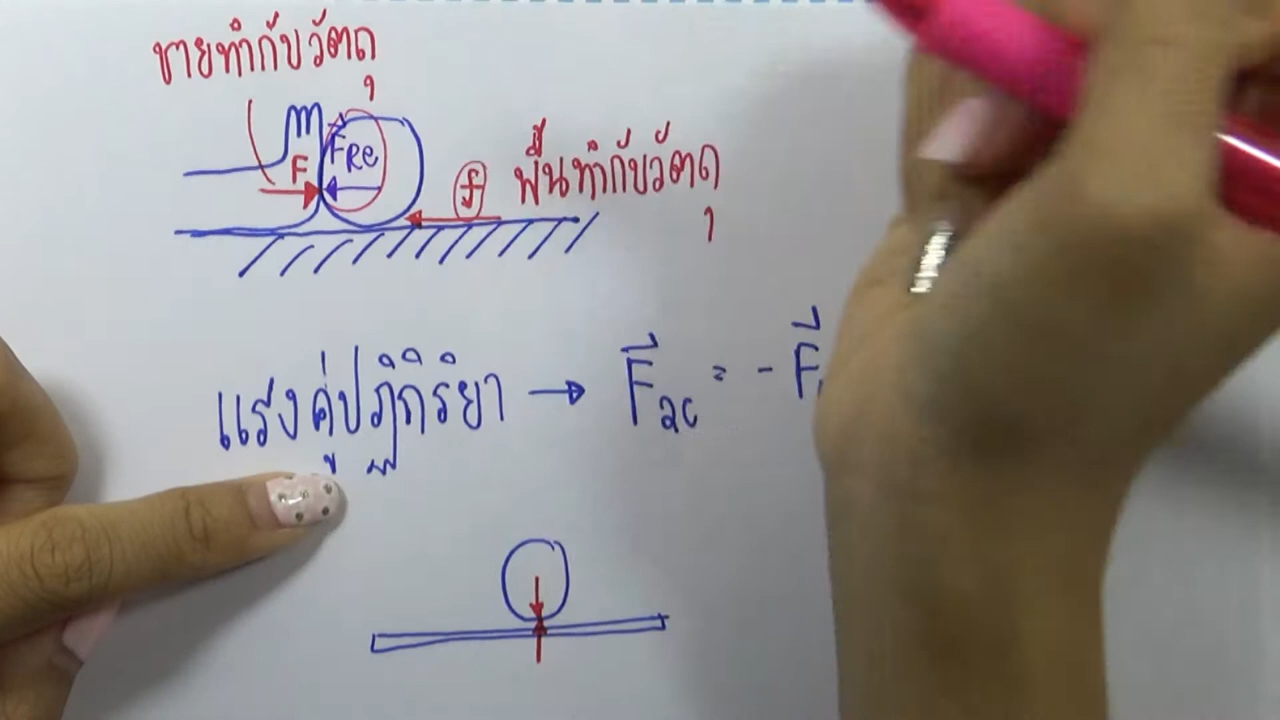 ชายทำกับวัตถุ
F
FRe
f
พื้นทำกับวัตถุ
แรงคู่ปฏิกิริยา → F = - F